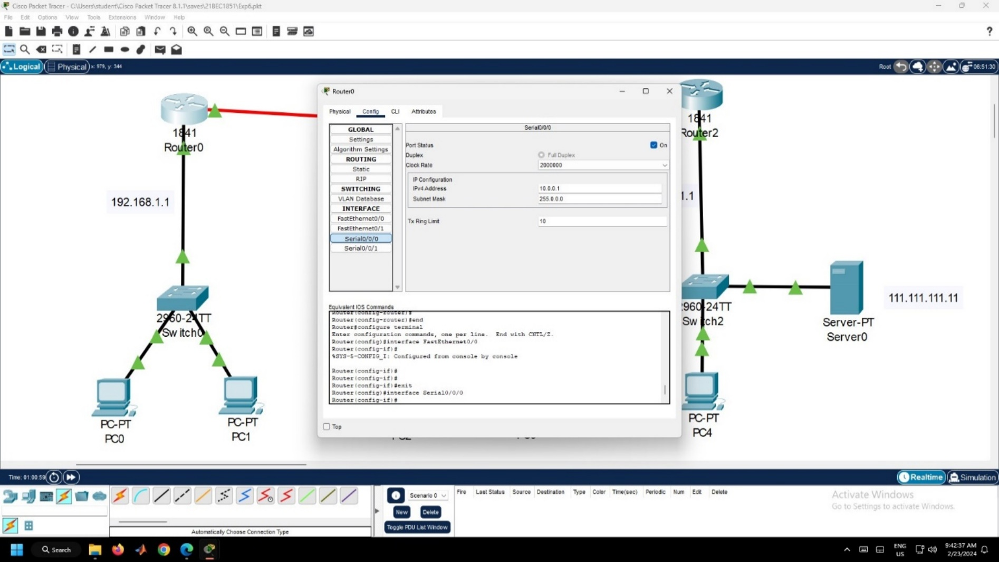 Cisco Packet Tracer - C:\Users\student\Cisco Packet Tracer 8.1.1\saves\21BEC1851\Exp6.pkt
File Edit Options View Tools Extensions Window Help
Logical Physical x: 979, y: 344
Root 06:51:30
Router0
Physical Config CLI Attributes
GLOBAL
Settings
Algorithm Settings
ROUTING
Static
RIP
SWITCHING
VLAN Database
INTERFACE
FastEthernet0/0
FastEthernet0/1
Serial0/0/0
Serial0/0/1
Serial0/0/0
Port Status On
Duplex Full Duplex
Clock Rate 2000000
IP Configuration
IPv4 Address 10.0.0.1
Subnet Mask 255.0.0.0
Tx Ring Limit 10
Equivalent IOS Commands
Router(config-router)#
Router(config-router)#end
Router#configure terminal
Enter configuration commands, one per line. End with CNTL/Z.
Router(config)#interface FastEthernet0/0
Router(config-if)#
%SYS-5-CONFIG_I: Configured from console by console
Router(config-if)#
Router(config-if)#
Router(config-if)#exit
Router(config)#interface Serial0/0/0
Router(config-if)#
Top
1841
Router0
192.168.1.1
2960-24TT
Switch0
PC-PT
PC0
PC-PT
PC1
1841
Router2
1.1
2960-24TT
Switch2
Server-PT
Server0
111.111.111.11
PC-PT
PC4
Time: 01:00:59
Realtime Simulation
Scenario 0
New Delete
Toggle PDU List Window
Fire Last Status Source Destination Type Color Time(sec) Periodic Num Edit Delete
Automatically Choose Connection Type
Activate Windows
Go to Settings to activate Windows.
Search
ENG
US
9:42:37 AM
2/23/2024